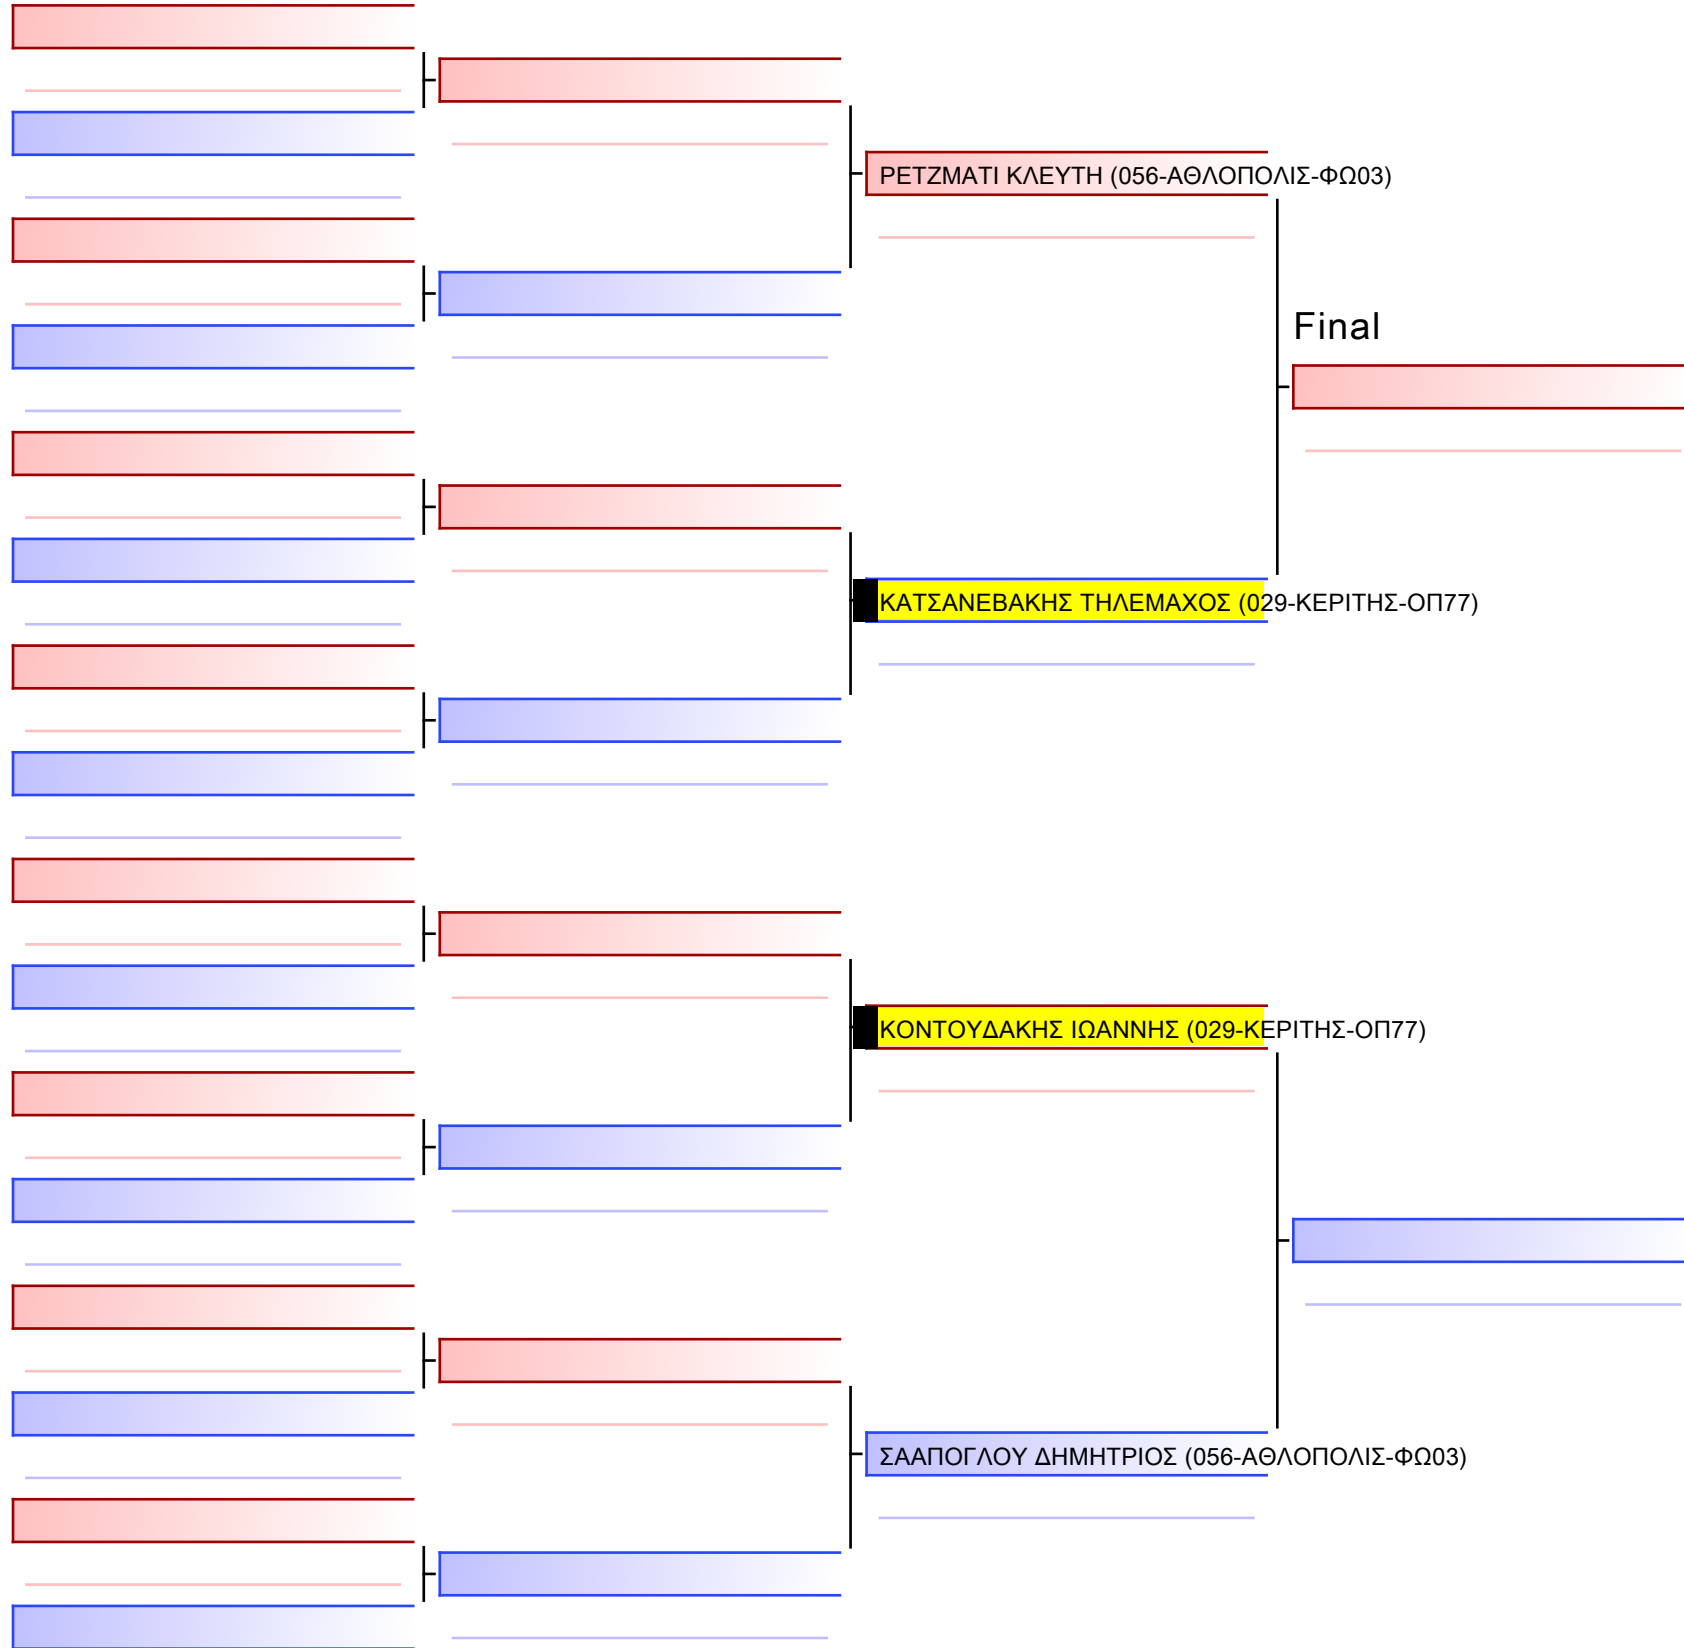 ΡΕΤΖΜΑΤΙ ΚΛΕΥΤΗ (056-ΑΘΛΟΠΟΛΙΣ-ΦΩ03)
Final
ΚΑΤΣΑΝΕΒΑΚΗΣ ΤΗΛΕΜΑΧΟΣ (029-ΚΕΡΙΤΗΣ-ΟΠ77)
ΚΟΝΤΟΥΔΑΚΗΣ ΙΩΑΝΝΗΣ (029-ΚΕΡΙΤΗΣ-ΟΠ77)
ΣΑΑΠΟΓΛΟΥ ΔΗΜΗΤΡΙΟΣ (056-ΑΘΛΟΠΟΛΙΣ-ΦΩ03)